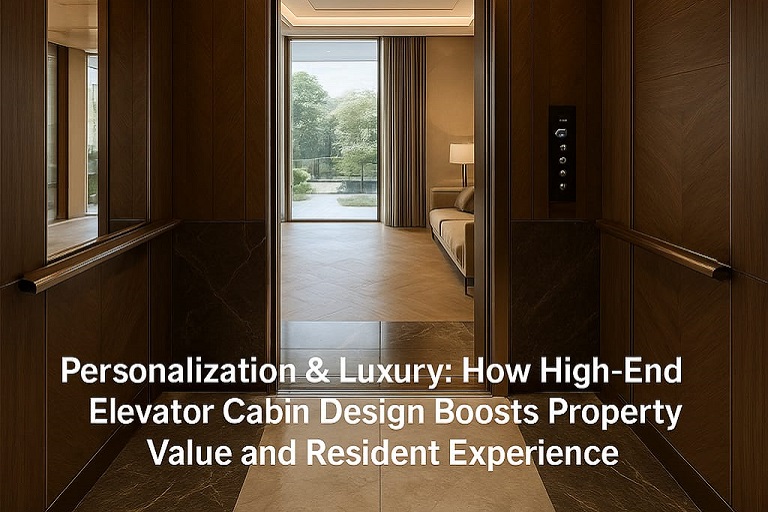 Personalization & Luxury: How High-End
Elevator Cabin Design Boosts Property
Value and Resident Experience